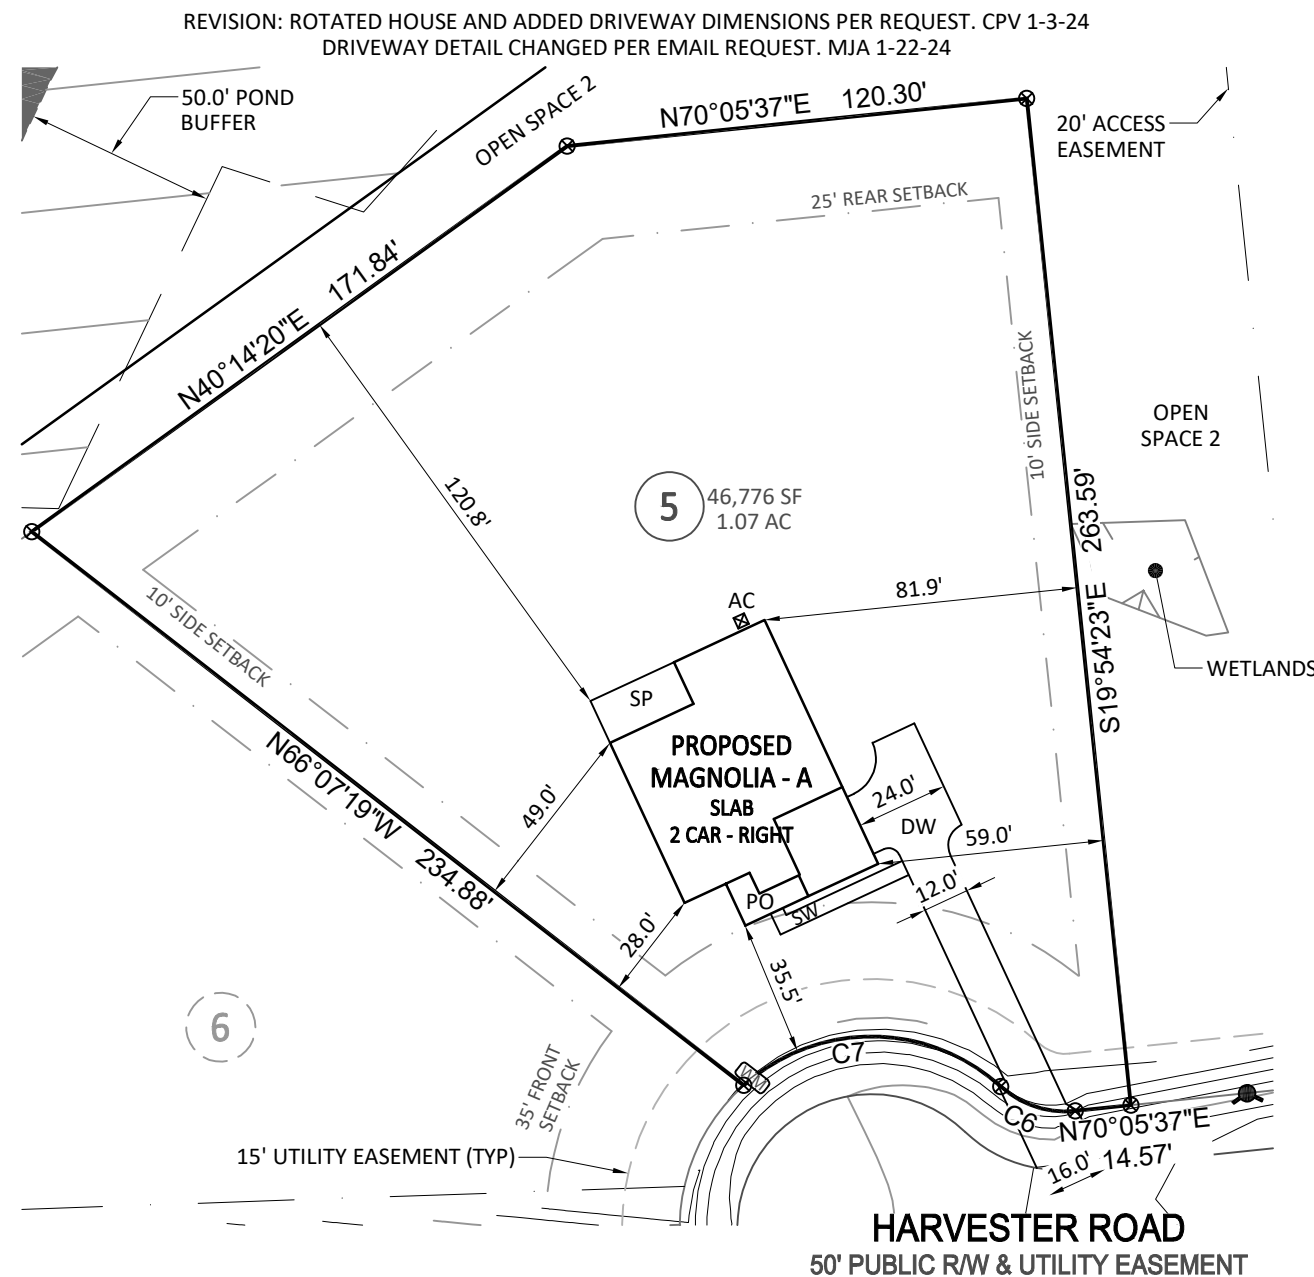 REVISION: ROTATED HOUSE AND ADDED DRIVEWAY DIMENSIONS PER REQUEST. CPV 1-3-24
DRIVEWAY DETAIL CHANGED PER EMAIL REQUEST. MJA 1-22-24
50.0' POND
BUFFER
OPEN SPACE 2
N70°05'37"E 120.30'
20' ACCESS
EASEMENT
25' REAR SETBACK
N40°14'20"E 171.84'
10' SIDE SETBACK
OPEN
SPACE 2
120.8'
5
46,776 SF
1.07 AC
S19°54'23"E 263.59'
81.9'
AC
10' SIDE SETBACK
WETLANDS
SP
PROPOSED
MAGNOLIA - A
SLAB
2 CAR - RIGHT
N66°07'19"W 234.88'
49.0'
24.0'
DW
59.0'
12.0'
PO
SW
28.0'
35.5'
6
C7
WM
35' FRONT
SETBACK
C6
N70°05'37"E
14.57'
16.0'
15' UTILITY EASEMENT (TYP)
HARVESTER ROAD
50' PUBLIC R/W & UTILITY EASEMENT